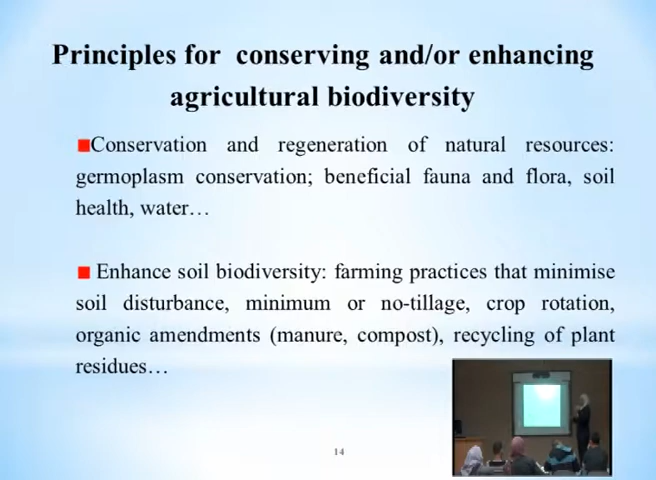 Principles for conserving and/or enhancing
agricultural biodiversity
Conservation and regeneration of natural resources:
germoplasm conservation; beneficial fauna and flora, soil
health, water…
Enhance soil biodiversity: farming practices that minimise
soil disturbance, minimum or no-tillage, crop rotation,
organic amendments (manure, compost), recycling of plant
residues…
14